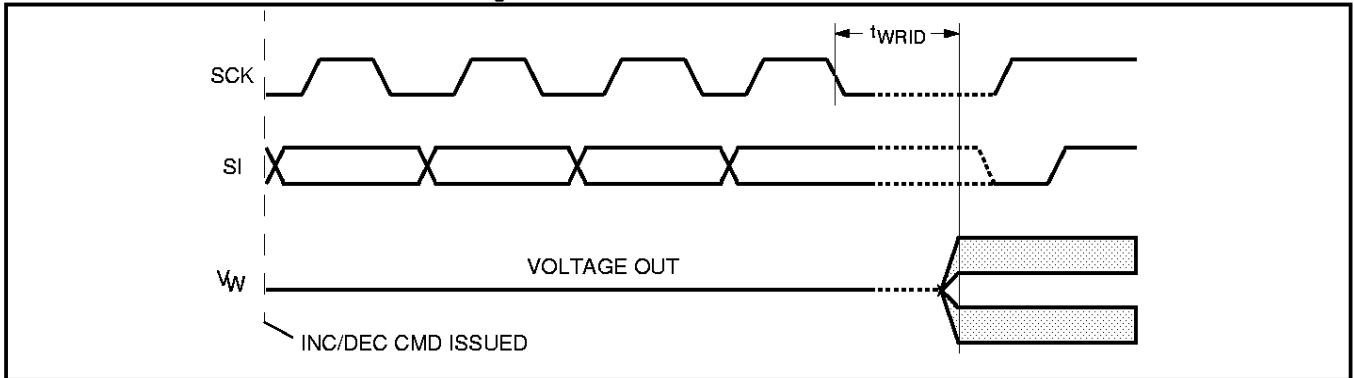 tWRID
SCK
SI
VOLTAGE OUT
VW
INC/DEC CMD ISSUED